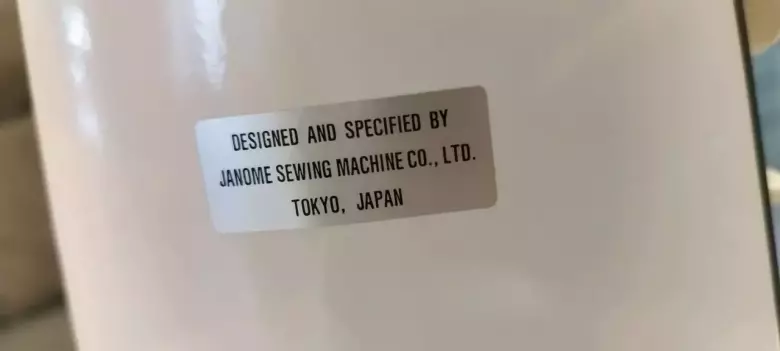 DESIGNED AND SPECIFIED BY
JANOME SEWING MACHINE CO., LTD.
TOKYO, JAPAN